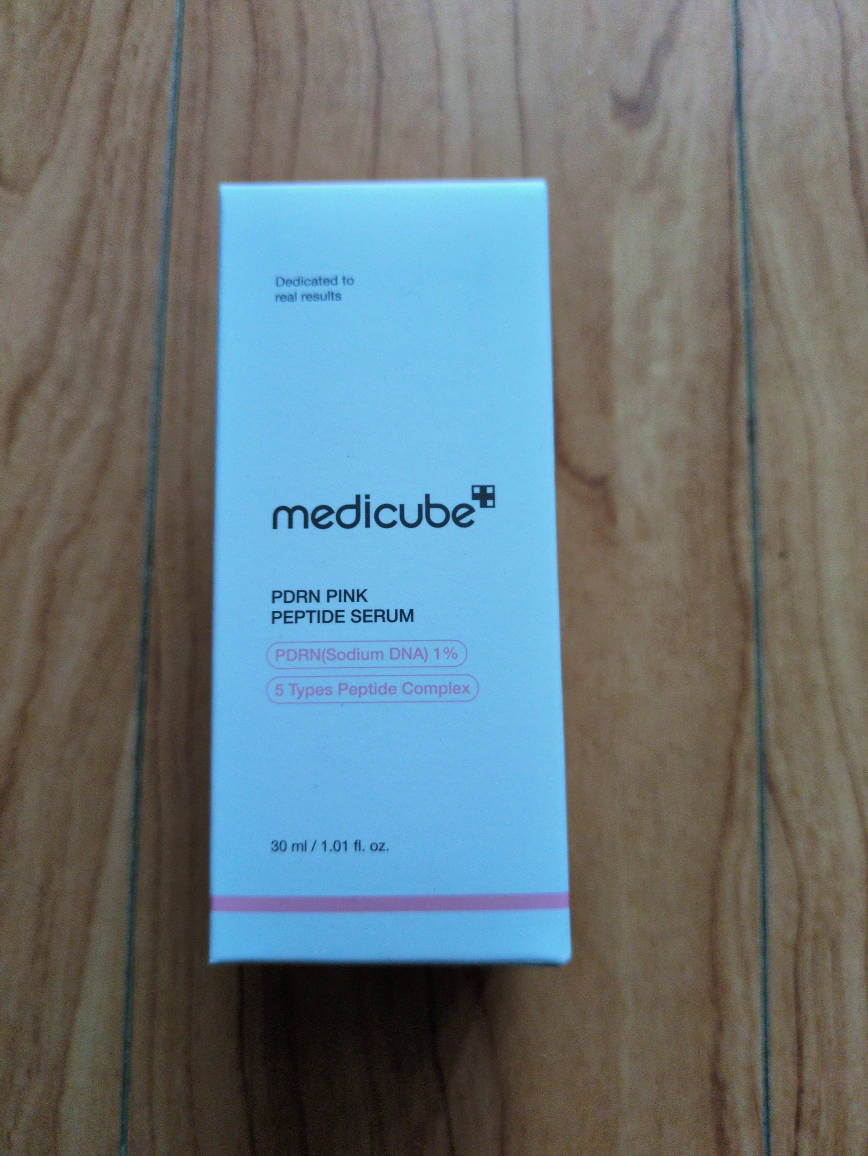 Dedicated to
real results
medicube
PDRN PINK
PEPTIDE SERUM
PDRN(Sodium DNA) 1%
5 Types Peptide Complex
30 ml / 1.01 fl. oz.